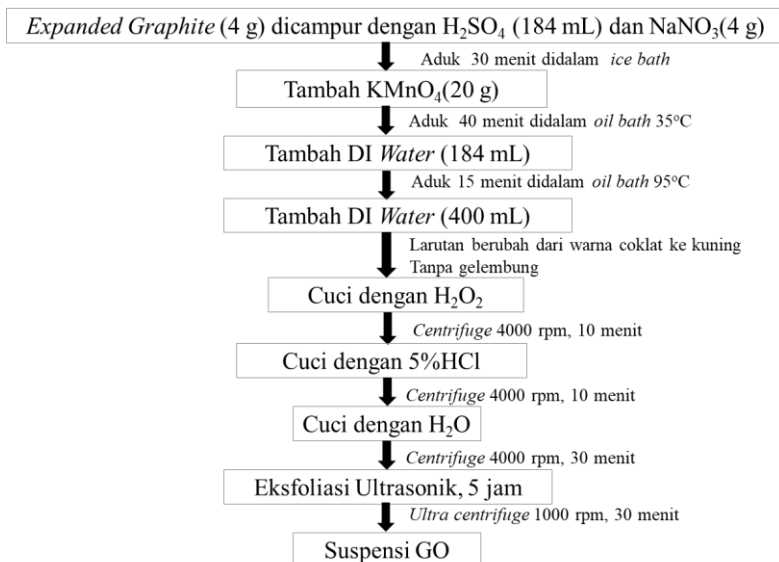 Expanded Graphite (4 g) dicampur dengan H₂SO₄ (184 mL) dan NaNO₃(4 g)
Aduk 30 menit didalam ice bath
Tambah KMnO₄(20 g)
Aduk 40 menit didalam oil bath 35°C
Tambah DI Water (184 mL)
Aduk 15 menit didalam oil bath 95°C
Tambah DI Water (400 mL)
Larutan berubah dari warna coklat ke kuning
Tanpa gelembung
Cuci dengan H₂O₂
Centrifuge 4000 rpm, 10 menit
Cuci dengan 5%HCl
Centrifuge 4000 rpm, 10 menit
Cuci dengan H₂O
Centrifuge 4000 rpm, 30 menit
Eksfoliasi Ultrasonik, 5 jam
Ultra centrifuge 1000 rpm, 30 menit
Suspensi GO